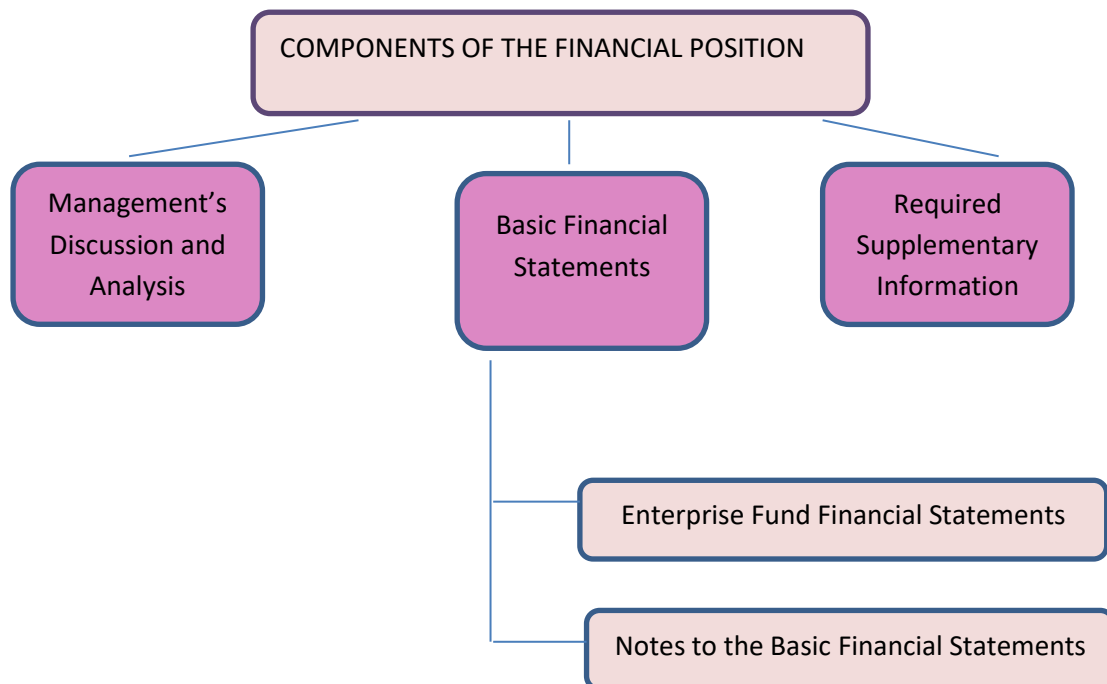 COMPONENTS OF THE FINANCIAL POSITION
Management’s
Discussion and
Analysis
Basic Financial
Statements
Required
Supplementary
Information
Enterprise Fund Financial Statements
Notes to the Basic Financial Statements